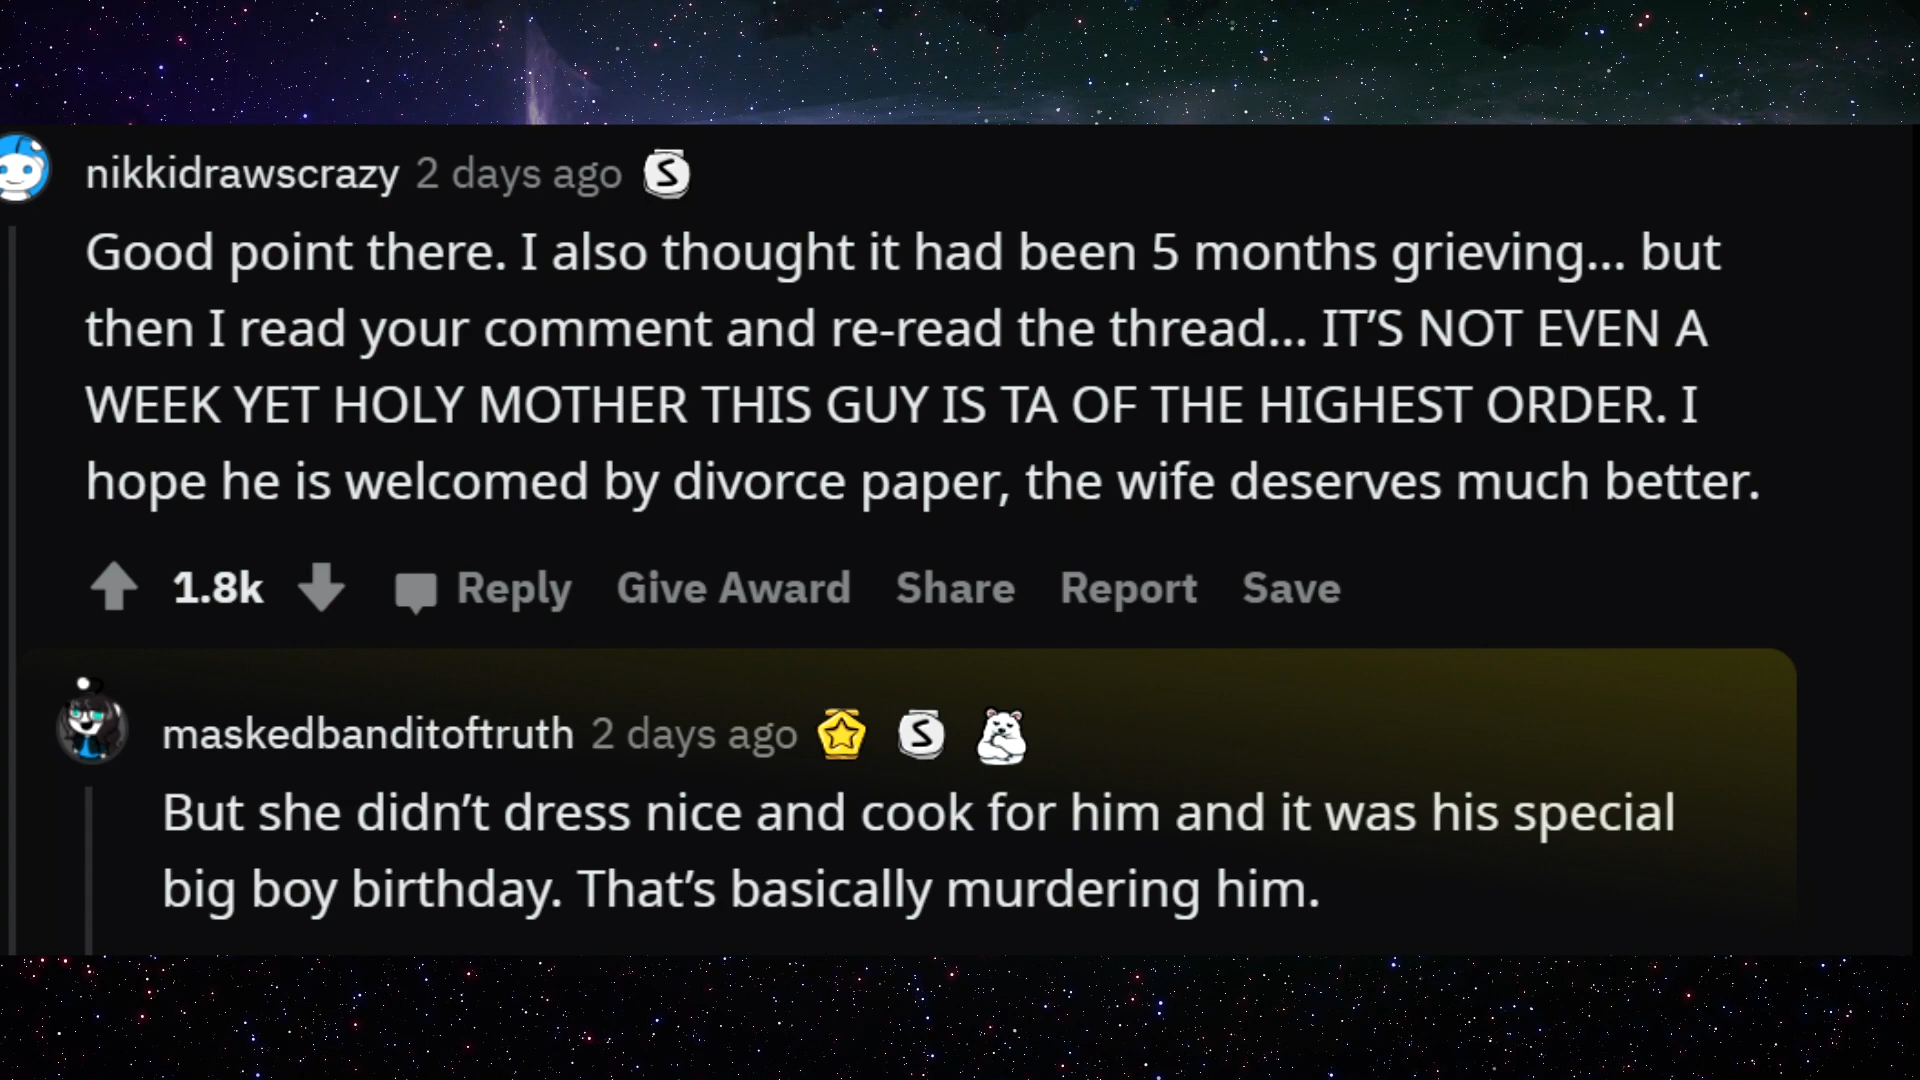 nikkidrawscrazy 2 days ago S
Good point there. I also thought it had been 5 months grieving... but
then I read your comment and re-read the thread... IT’S NOT EVEN A
WEEK YET HOLY MOTHER THIS GUY IS TA OF THE HIGHEST ORDER. I
hope he is welcomed by divorce paper, the wife deserves much better.
1.8k Reply Give Award Share Report Save
maskedbanditoftruth 2 days ago S
But she didn’t dress nice and cook for him and it was his special
big boy birthday. That’s basically murdering him.